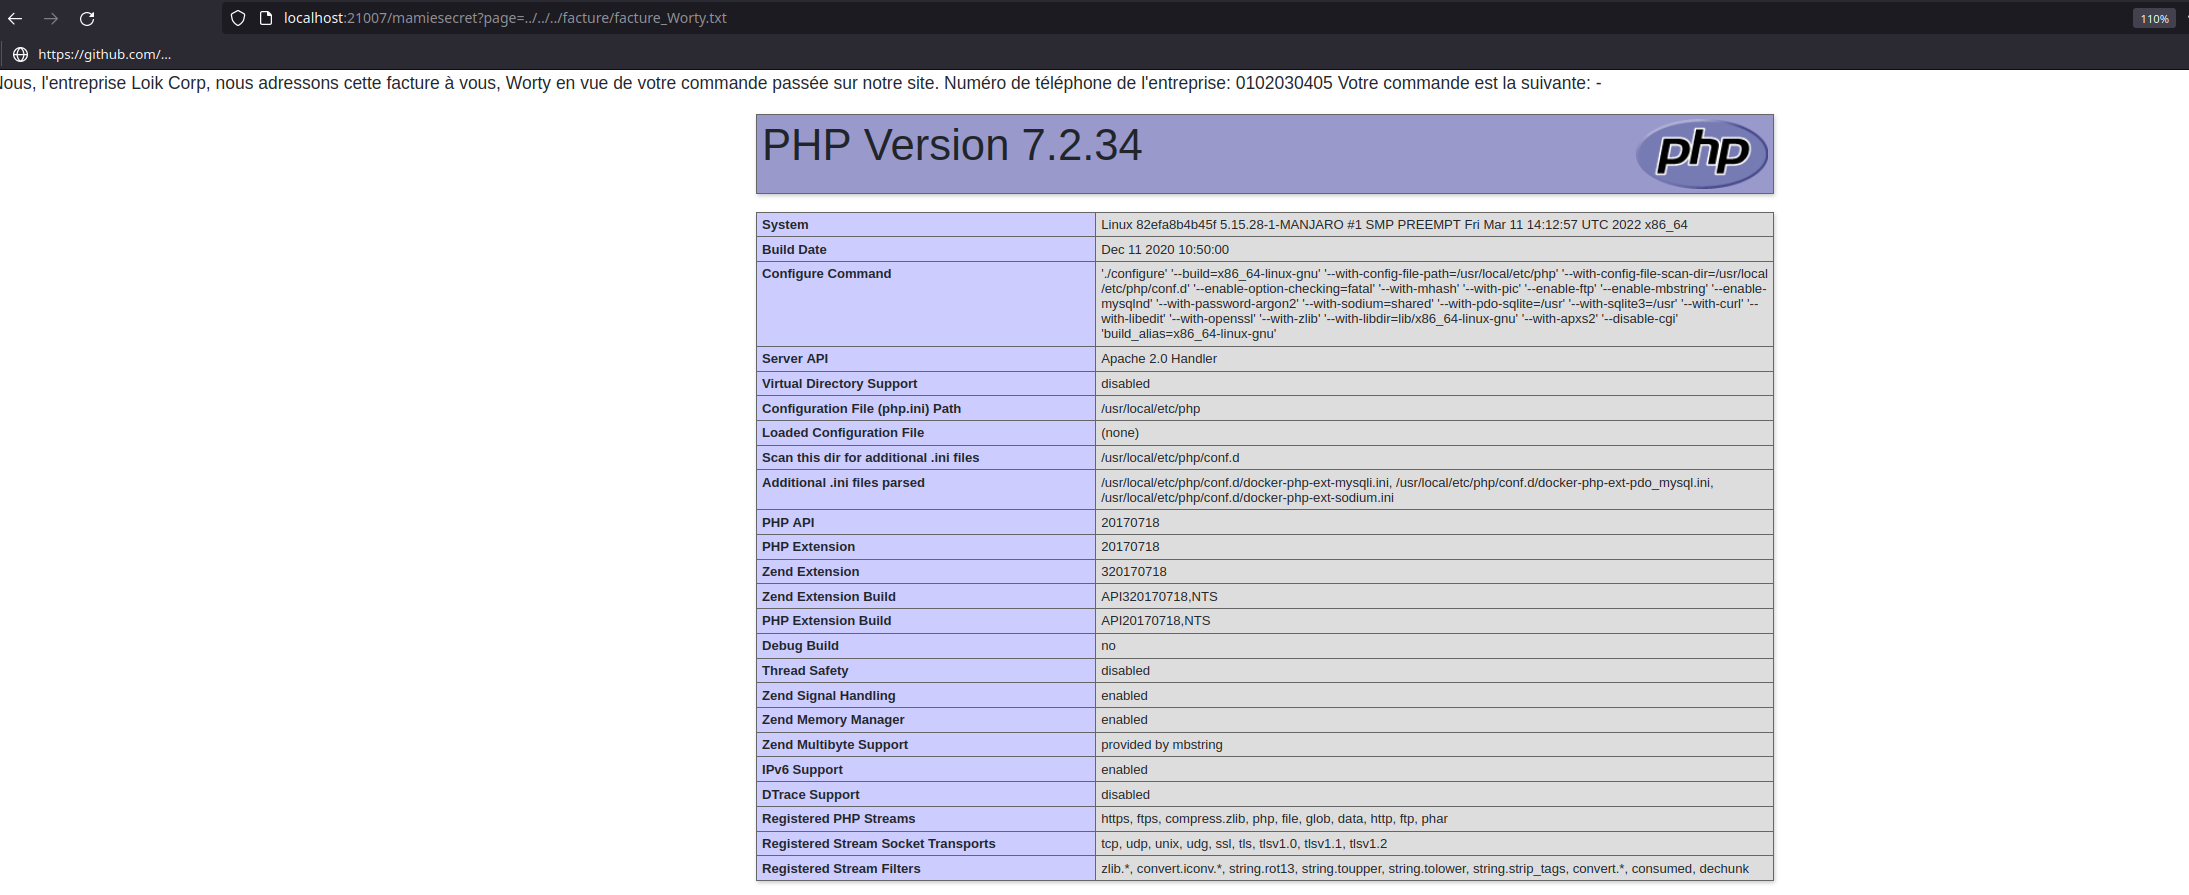 localhost:21007/mamiesecret?page=../../../facture/facture_Worty.txt
110%
https://github.com/...
Nous, l'entreprise Loik Corp, nous adressons cette facture à vous, Worty en vue de votre commande passée sur notre site. Numéro de téléphone de l'entreprise: 0102030405 Votre commande est la suivante: -
PHP Version 7.2.34
php
System Linux 82efa8b4b45f 5.15.28-1-MANJARO #1 SMP PREEMPT Fri Mar 11 14:12:57 UTC 2022 x86_64
Build Date Dec 11 2020 10:50:00
Configure Command './configure' '--build=x86_64-linux-gnu' '--with-config-file-path=/usr/local/etc/php' '--with-config-file-scan-dir=/usr/local
/etc/php/conf.d' '--enable-option-checking=fatal' '--with-mhash' '--with-pic' '--enable-ftp' '--enable-mbstring' '--enable-
mysqlnd' '--with-password-argon2' '--with-sodium=shared' '--with-pdo-sqlite=/usr' '--with-sqlite3=/usr' '--with-curl' '--
with-libedit' '--with-openssl' '--with-zlib' '--with-libdir=lib/x86_64-linux-gnu' '--with-apxs2' '--disable-cgi'
'build_alias=x86_64-linux-gnu'
Server API Apache 2.0 Handler
Virtual Directory Support disabled
Configuration File (php.ini) Path /usr/local/etc/php
Loaded Configuration File (none)
Scan this dir for additional .ini files /usr/local/etc/php/conf.d
Additional .ini files parsed /usr/local/etc/php/conf.d/docker-php-ext-mysqli.ini, /usr/local/etc/php/conf.d/docker-php-ext-pdo_mysql.ini,
/usr/local/etc/php/conf.d/docker-php-ext-sodium.ini
PHP API 20170718
PHP Extension 20170718
Zend Extension 320170718
Zend Extension Build API320170718,NTS
PHP Extension Build API20170718,NTS
Debug Build no
Thread Safety disabled
Zend Signal Handling enabled
Zend Memory Manager enabled
Zend Multibyte Support provided by mbstring
IPv6 Support enabled
DTrace Support disabled
Registered PHP Streams https, ftps, compress.zlib, php, file, glob, data, http, ftp, phar
Registered Stream Socket Transports tcp, udp, unix, udg, ssl, tls, tlsv1.0, tlsv1.1, tlsv1.2
Registered Stream Filters zlib.*, convert.iconv.*, string.rot13, string.toupper, string.tolower, string.strip_tags, convert.*, consumed, dechunk